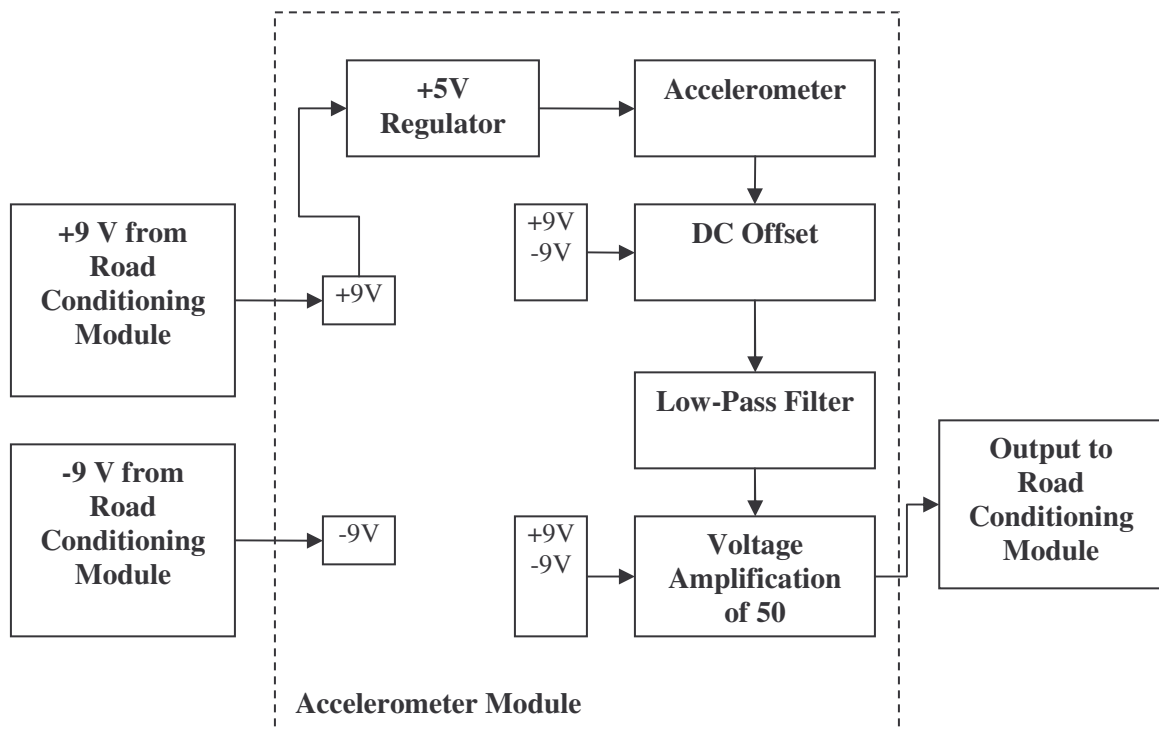 +5V
Regulator
Accelerometer
+9 V from
Road
Conditioning
Module
+9V
+9V
-9V
DC Offset
Low-Pass Filter
-9 V from
Road
Conditioning
Module
-9V
+9V
-9V
Voltage
Amplification
of 50
Output to
Road
Conditioning
Module
Accelerometer Module